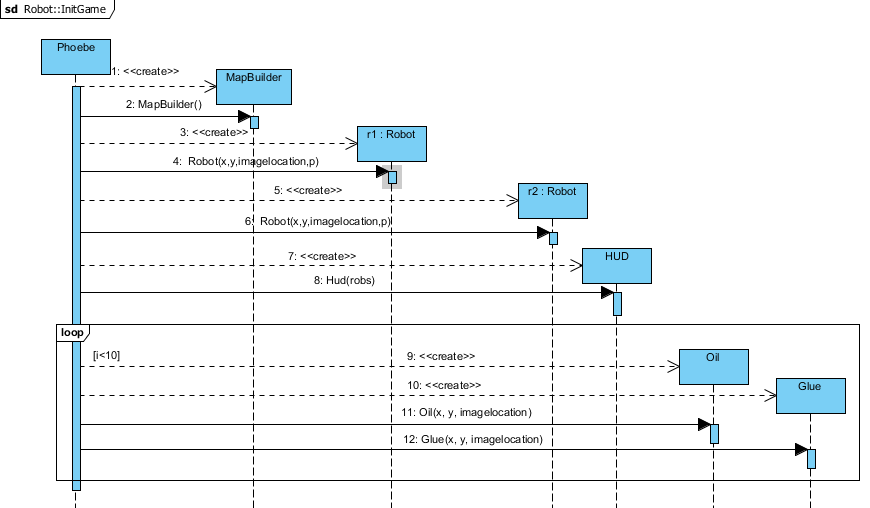 sd Robot::InitGame
Phoebe
1: <<create>>
MapBuilder
2: MapBuilder()
3: <<create>>
r1 : Robot
4: Robot(x,y,imagelocation,p)
5: <<create>>
r2 : Robot
6: Robot(x,y,imagelocation,p)
7: <<create>>
HUD
8: Hud(robs)
loop
[i<10]
9: <<create>>
Oil
10: <<create>>
Glue
11: Oil(x, y, imagelocation)
12: Glue(x, y, imagelocation)